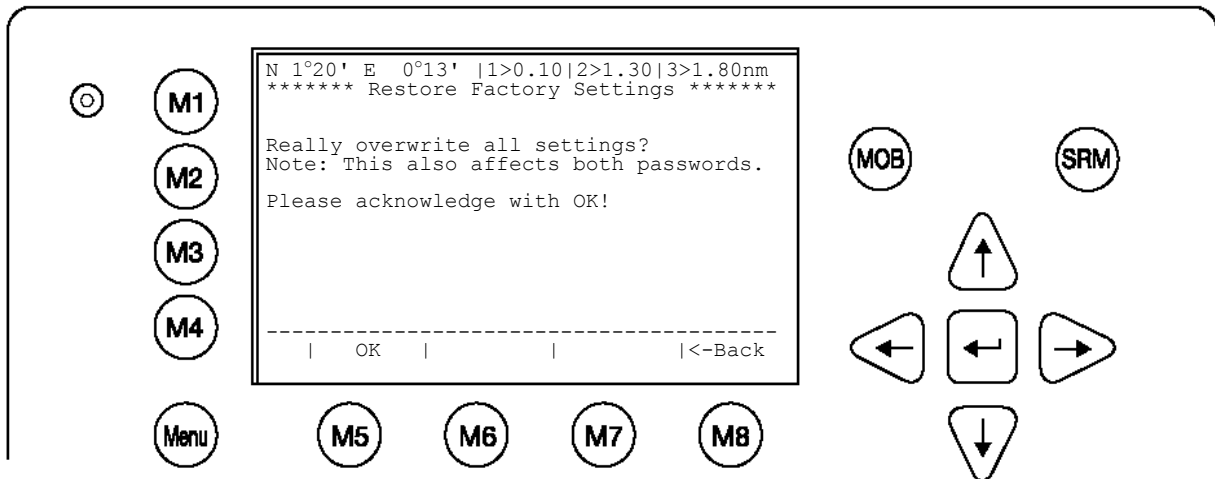 N 1°20' E  0°13' |1>0.10|2>1.30|3>1.80nm
******* Restore Factory Settings *******
Really overwrite all settings?
Note: This also affects both passwords.
Please acknowledge with OK!
----------------------------------------
|   OK   |         |         |<-Back
M1
M2
M3
M4
Menu
M5
M6
M7
M8
MOB
SRM